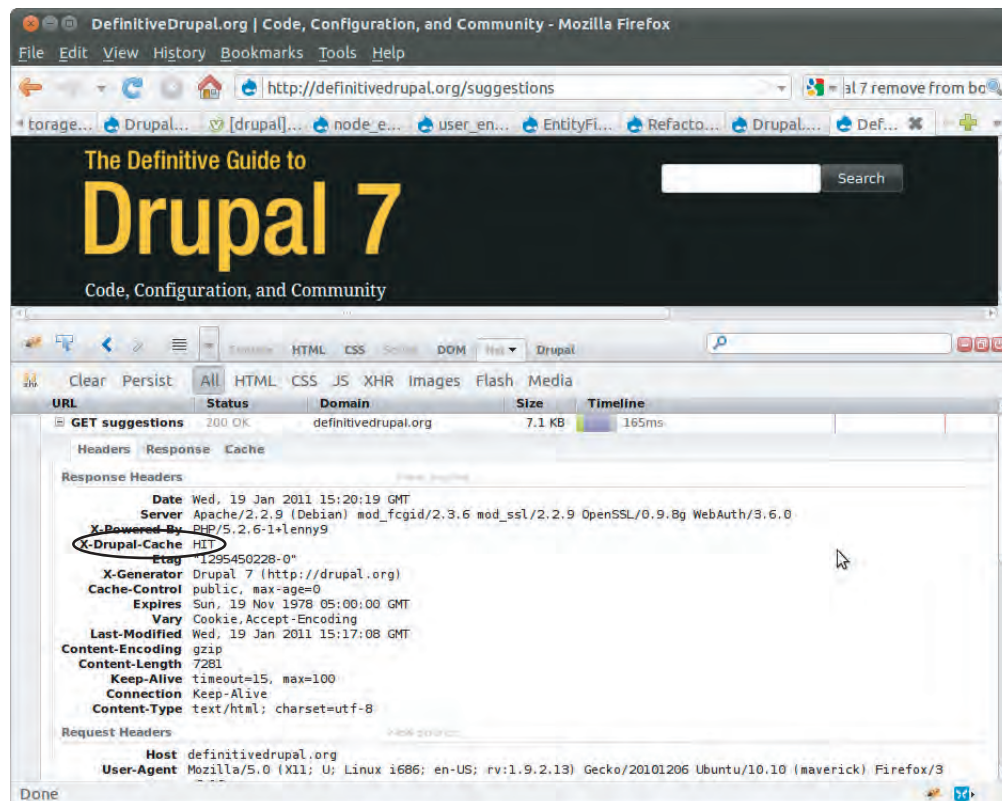 DefinitiveDrupal.org | Code, Configuration, and Community - Mozilla Firefox
File Edit View History Bookmarks Tools Help
http://definitivedrupal.org/suggestions al 7 remove from bo
torage... Drupal... [drupal]... node_e... user_en... EntityFi... Refacto... Drupal.... Def...
The Definitive Guide to
Drupal 7
Search
Code, Configuration, and Community
HTML CSS DOM Net Drupal
Clear Persist All HTML CSS JS XHR Images Flash Media
URL Status Domain Size Timeline
GET suggestions 200 OK definitivedrupal.org 7.1 KB 165ms
Headers Response Cache
Response Headers
Date Wed, 19 Jan 2011 15:20:19 GMT
Server Apache/2.2.9 (Debian) mod_fcgid/2.3.6 mod_ssl/2.2.9 OpenSSL/0.9.8g WebAuth/3.6.0
X-Powered-By PHP/5.2.6-1+lenny9
X-Drupal-Cache HIT
Etag "1295450228-0"
X-Generator Drupal 7 (http://drupal.org)
Cache-Control public, max-age=0
Expires Sun, 19 Nov 1978 05:00:00 GMT
Vary Cookie,Accept-Encoding
Last-Modified Wed, 19 Jan 2011 15:17:08 GMT
Content-Encoding gzip
Content-Length 7281
Keep-Alive timeout=15, max=100
Connection Keep-Alive
Content-Type text/html; charset=utf-8
Request Headers
Host definitivedrupal.org
User-Agent Mozilla/5.0 (X11; U; Linux i686; en-US; rv:1.9.2.13) Gecko/20101206 Ubuntu/10.10 (maverick) Firefox/3
Done